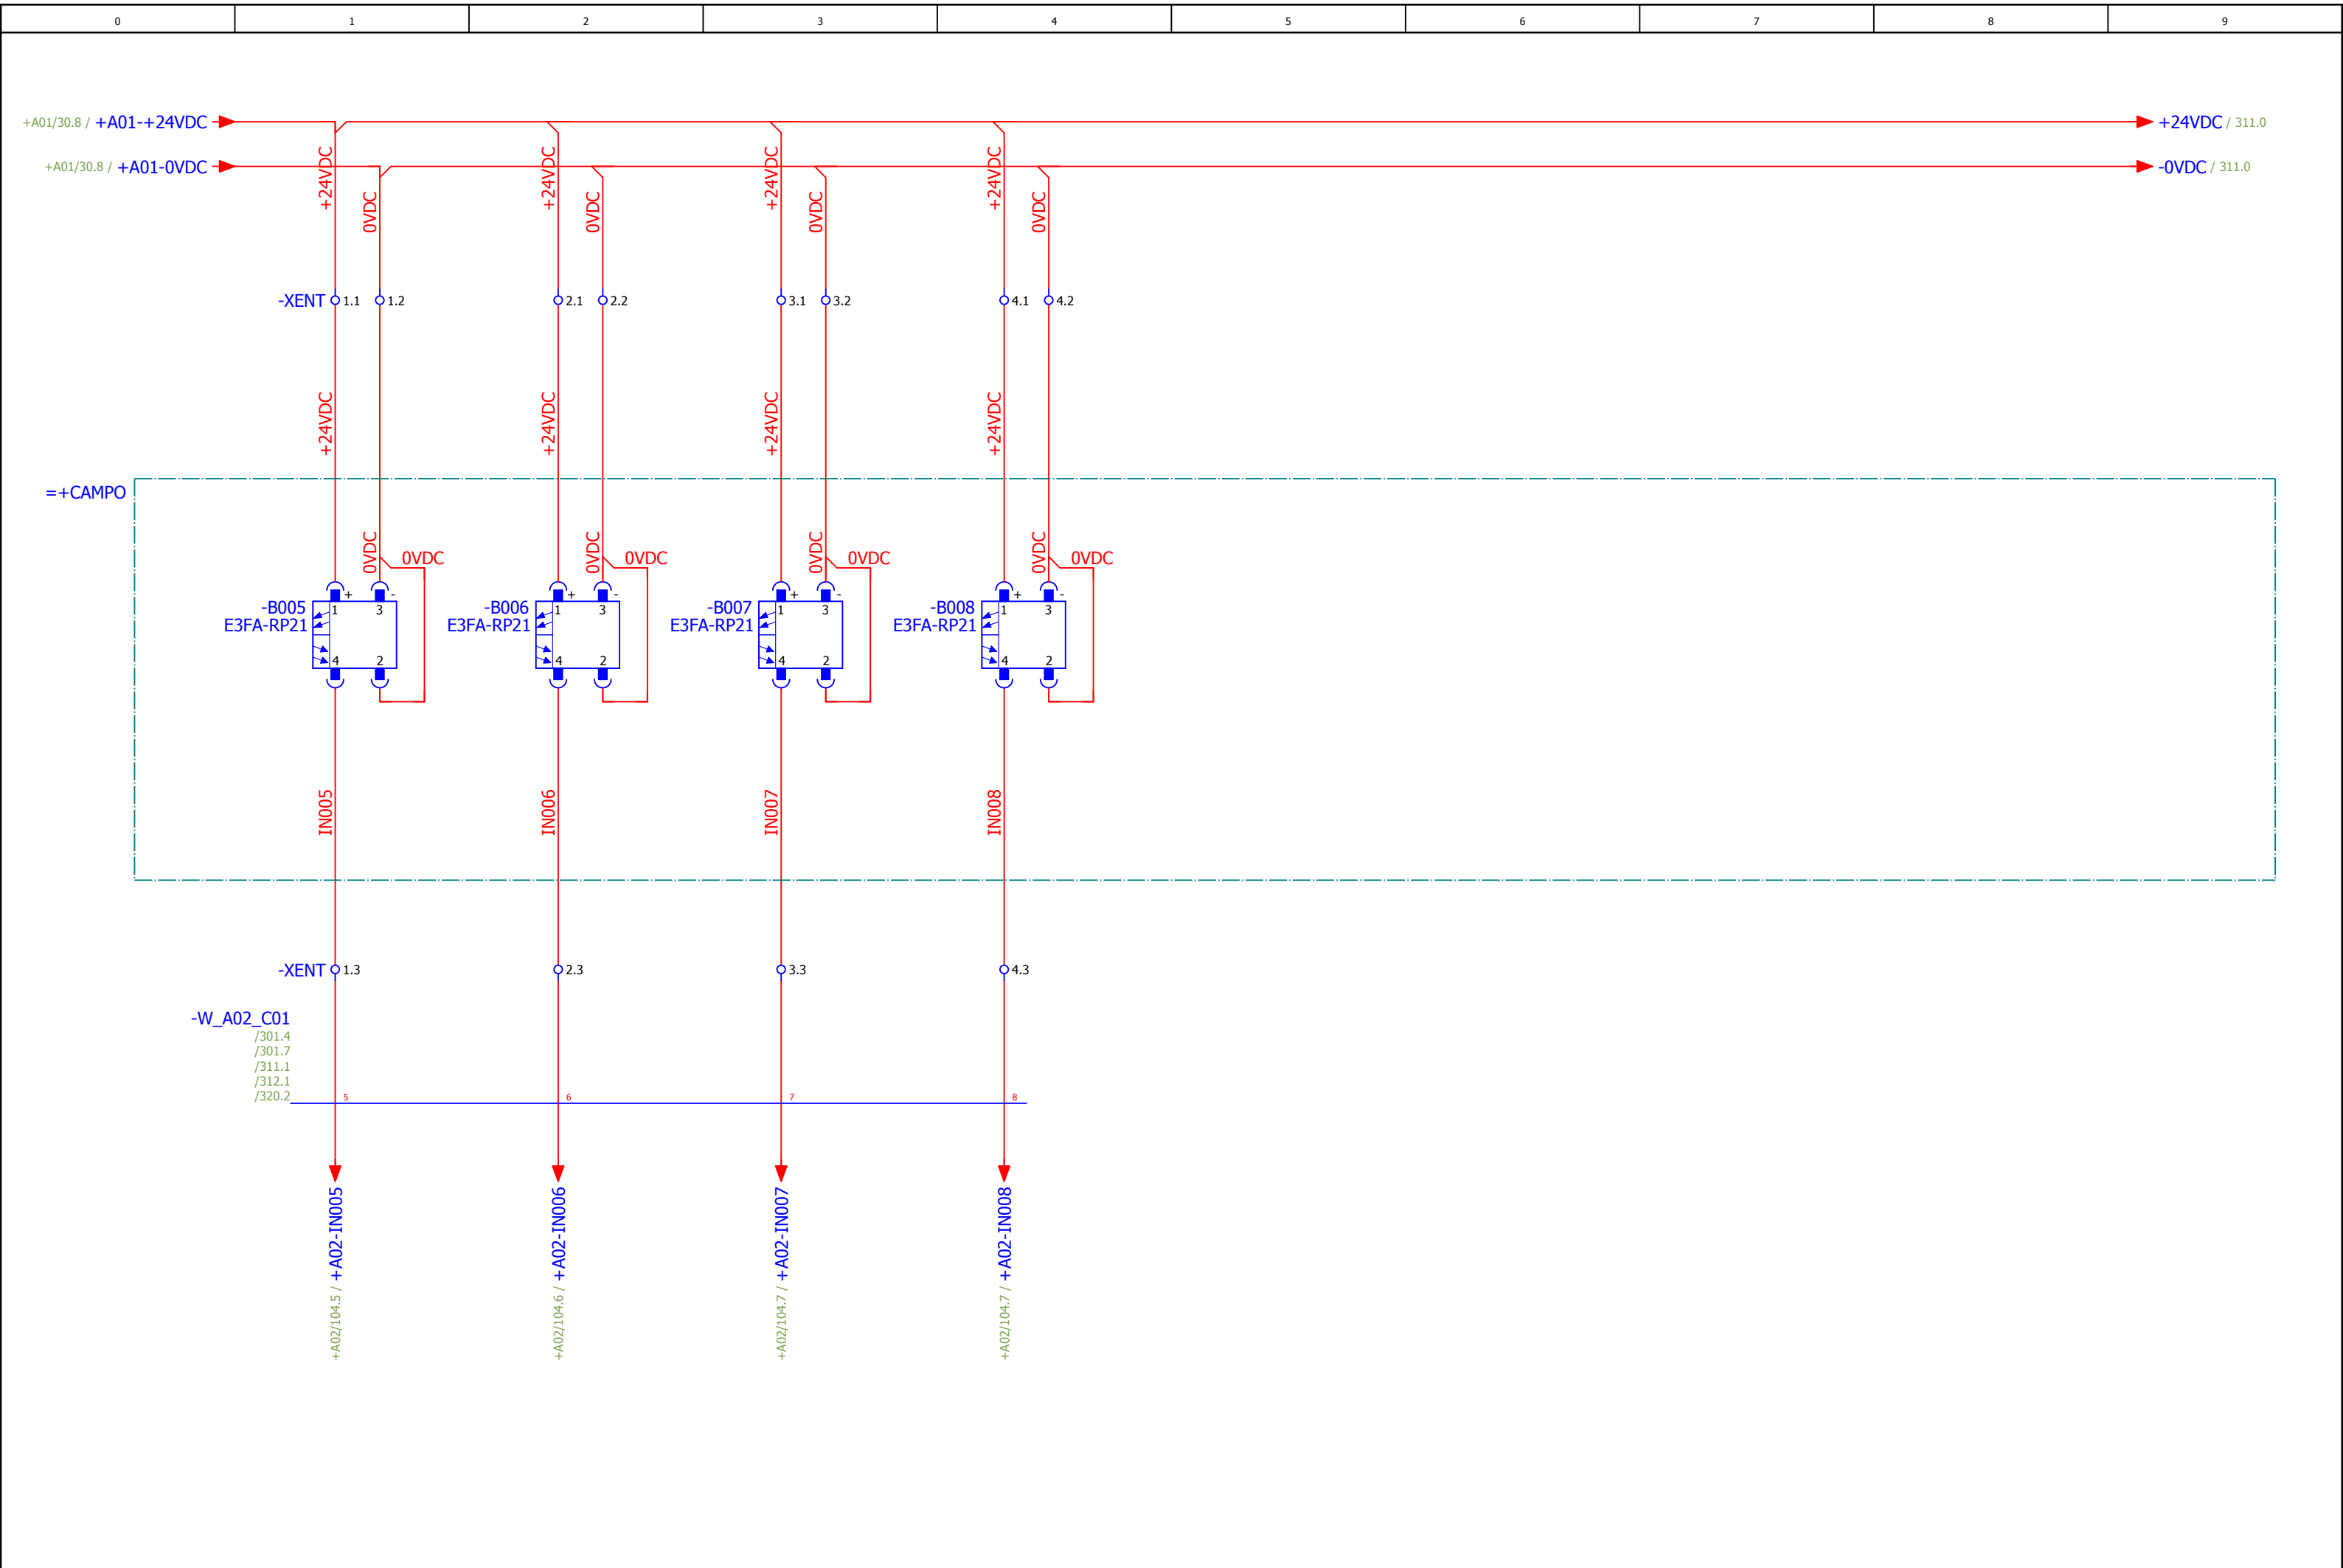 0 1 2 3 4 5 6 7 8 9
+A01/30.8 / +A01-+24VDC
+24VDC / 311.0
+A01/30.8 / +A01-0VDC
-0VDC / 311.0
+24VDC 0VDC +24VDC 0VDC +24VDC 0VDC +24VDC 0VDC
-XENT 1.1 1.2 2.1 2.2 3.1 3.2 4.1 4.2
+24VDC +24VDC +24VDC +24VDC
=+CAMPO
0VDC 0VDC 0VDC 0VDC 0VDC 0VDC 0VDC 0VDC
+ - + - + - + -
-B005 1 3 -B006 1 3 -B007 1 3 -B008 1 3
E3FA-RP21 E3FA-RP21 E3FA-RP21 E3FA-RP21
4 2 4 2 4 2 4 2
IN005 IN006 IN007 IN008
-XENT 1.3 2.3 3.3 4.3
-W_A02_C01
/301.4
/301.7
/311.1
/312.1
/320.2 5 6 7 8
+A02/104.5 / +A02-IN005
+A02/104.6 / +A02-IN006
+A02/104.7 / +A02-IN007
+A02/104.7 / +A02-IN008